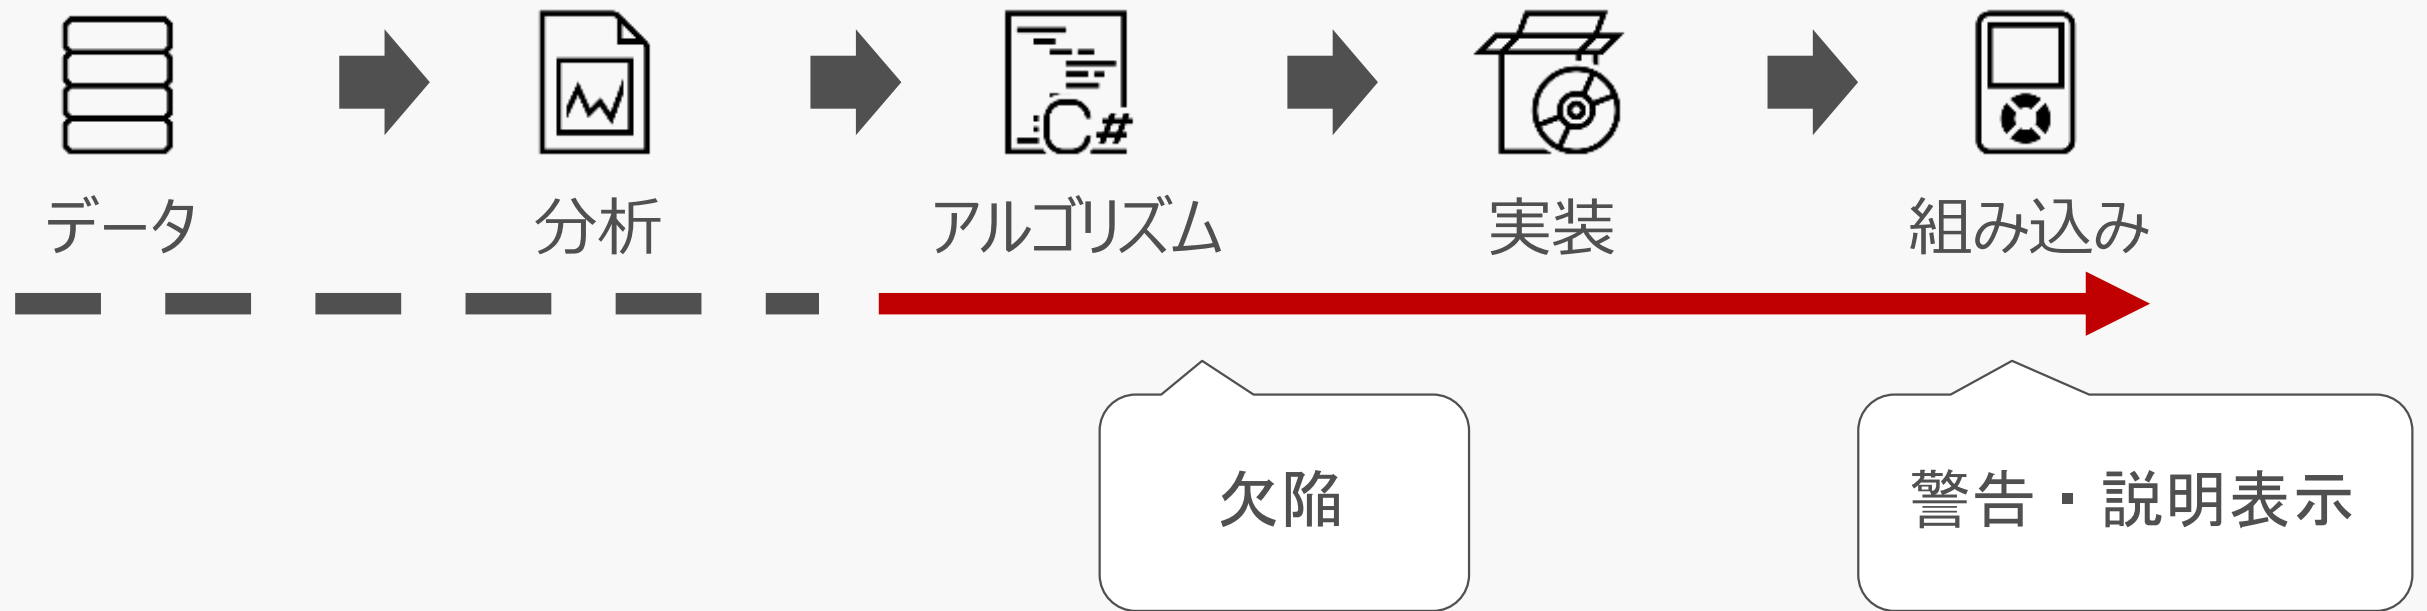 C#
データ
分析
アルゴリズム
実装
組み込み
欠陥
警告・説明表示